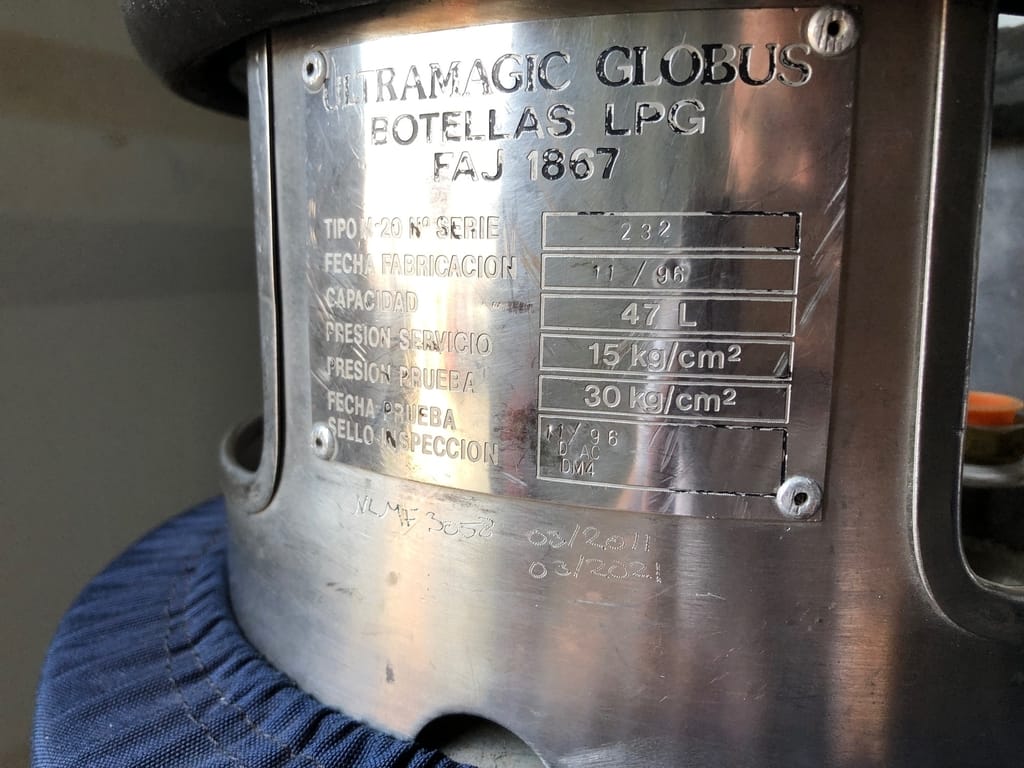 ULTRAMAGIC GLOBUS
BOTELLAS LPG
FAJ 1867
TIPO M-20 Nº SERIE 232
FECHA FABRICACION 11 / 96
CAPACIDAD 47 L
PRESION SERVICIO 15 kg/cm²
PRESION PRUEBA 30 kg/cm²
FECHA PRUEBA 11/96
SELLO INSPECCION D AC
DM4
3058 03/2011
03/2021